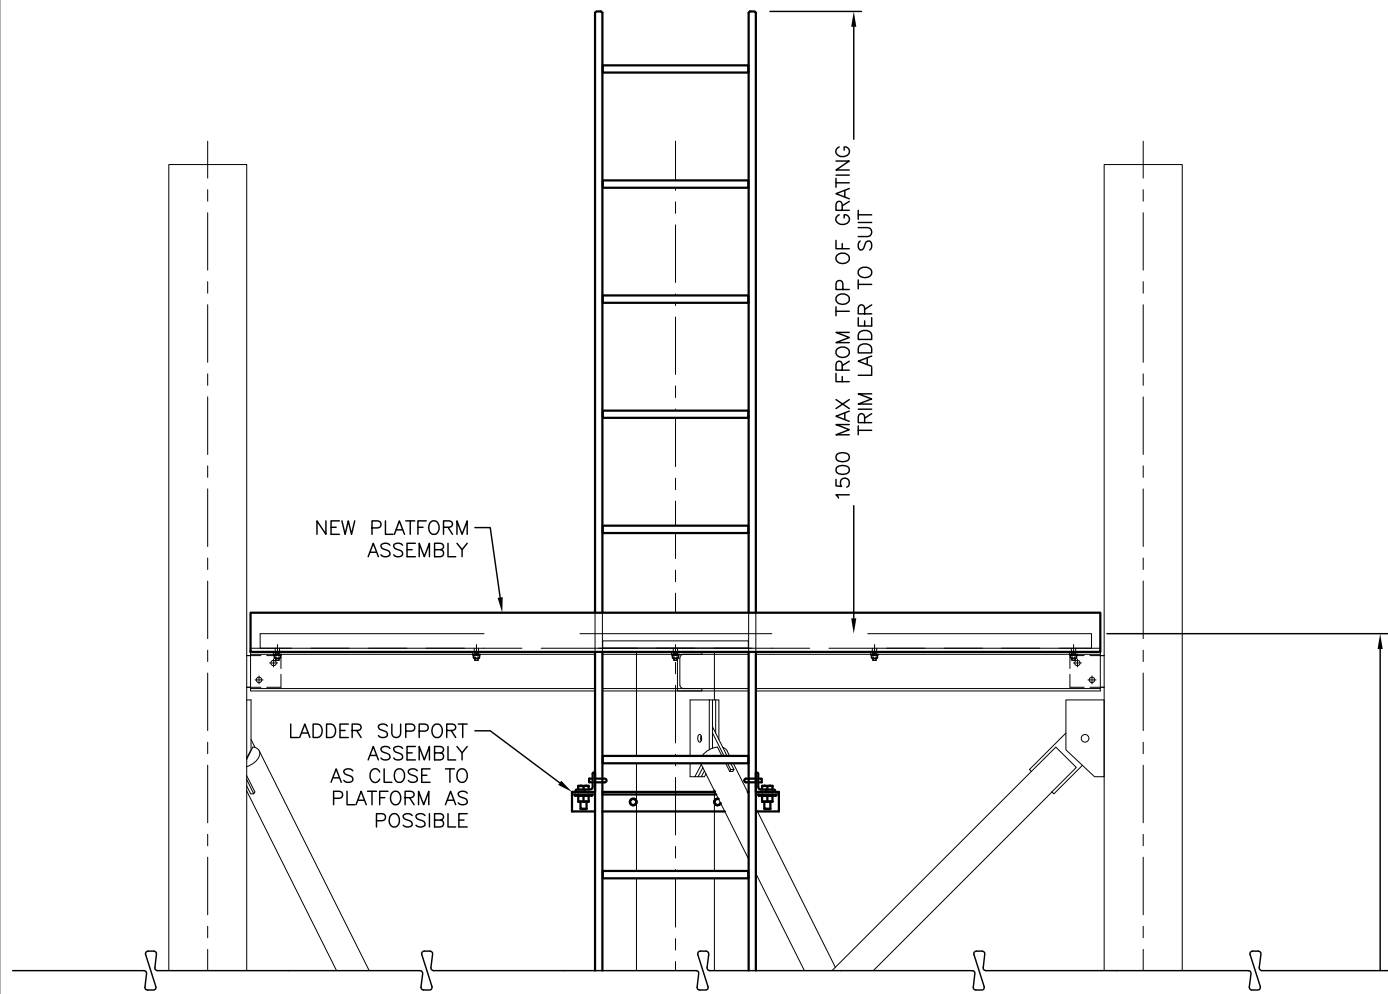 1500 MAX FROM TOP OF GRATING
TRIM LADDER TO SUIT
NEW PLATFORM
ASSEMBLY
LADDER SUPPORT
ASSEMBLY
AS CLOSE TO
PLATFORM AS
POSSIBLE